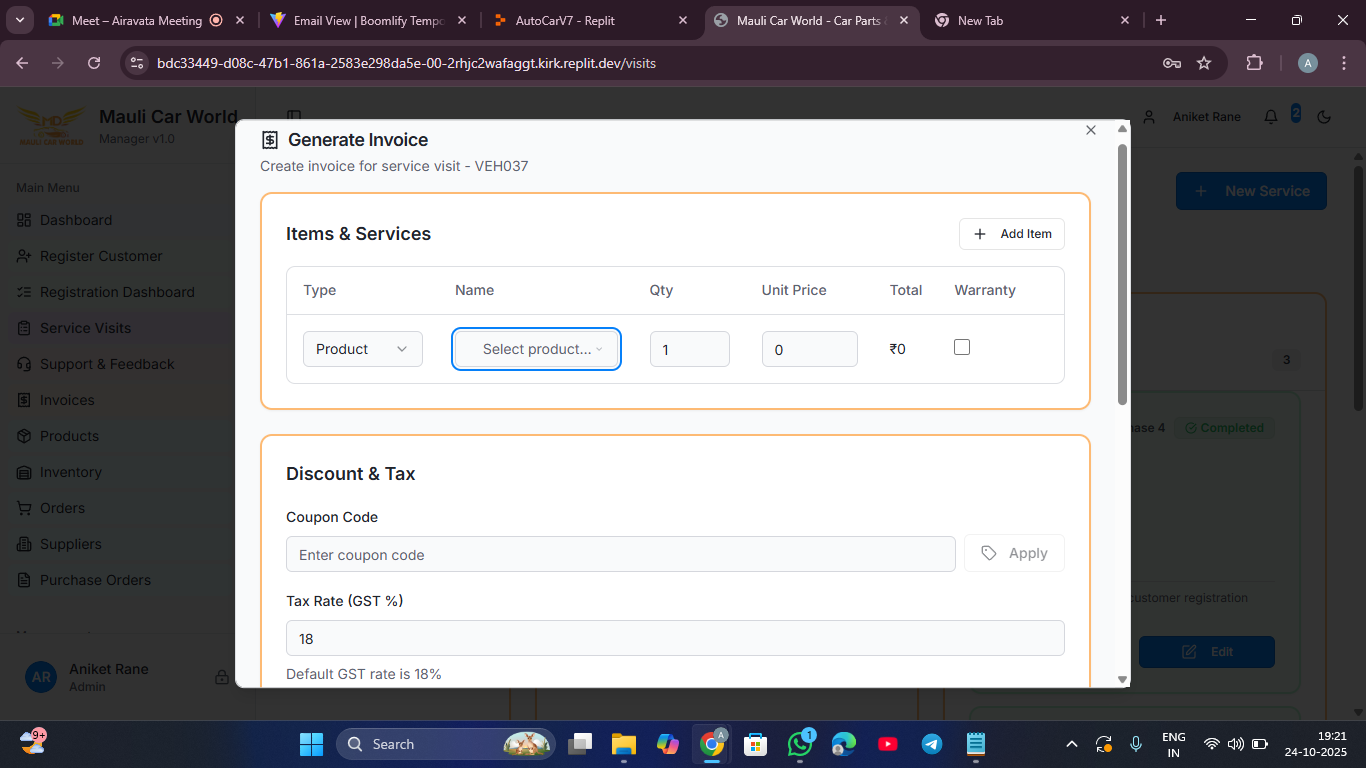 Meet – Airavata Meeting
Email View | Boomlify Tempo
AutoCarV7 - Replit
Mauli Car World - Car Parts
New Tab
bdc33449-d08c-47b1-861a-2583e298da5e-00-2rhjc2wafaggt.kirk.replit.dev/visits
A
MAULI CAR WORLD
Mauli Car World
Manager v1.0
Aniket Rane
2
Main Menu
Dashboard
Register Customer
Registration Dashboard
Service Visits
Support & Feedback
Invoices
Products
Inventory
Orders
Suppliers
Purchase Orders
AR
Aniket Rane
Admin
New Service
3
hase 4
Completed
customer registration
Edit
Generate Invoice
Create invoice for service visit - VEH037
Items & Services
Add Item
Type Name Qty Unit Price Total Warranty
Product Select product... 1 0 ₹0
Discount & Tax
Coupon Code
Enter coupon code
Apply
Tax Rate (GST %)
18
Default GST rate is 18%
9+
Search
A
1
ENG
IN
19:21
24-10-2025